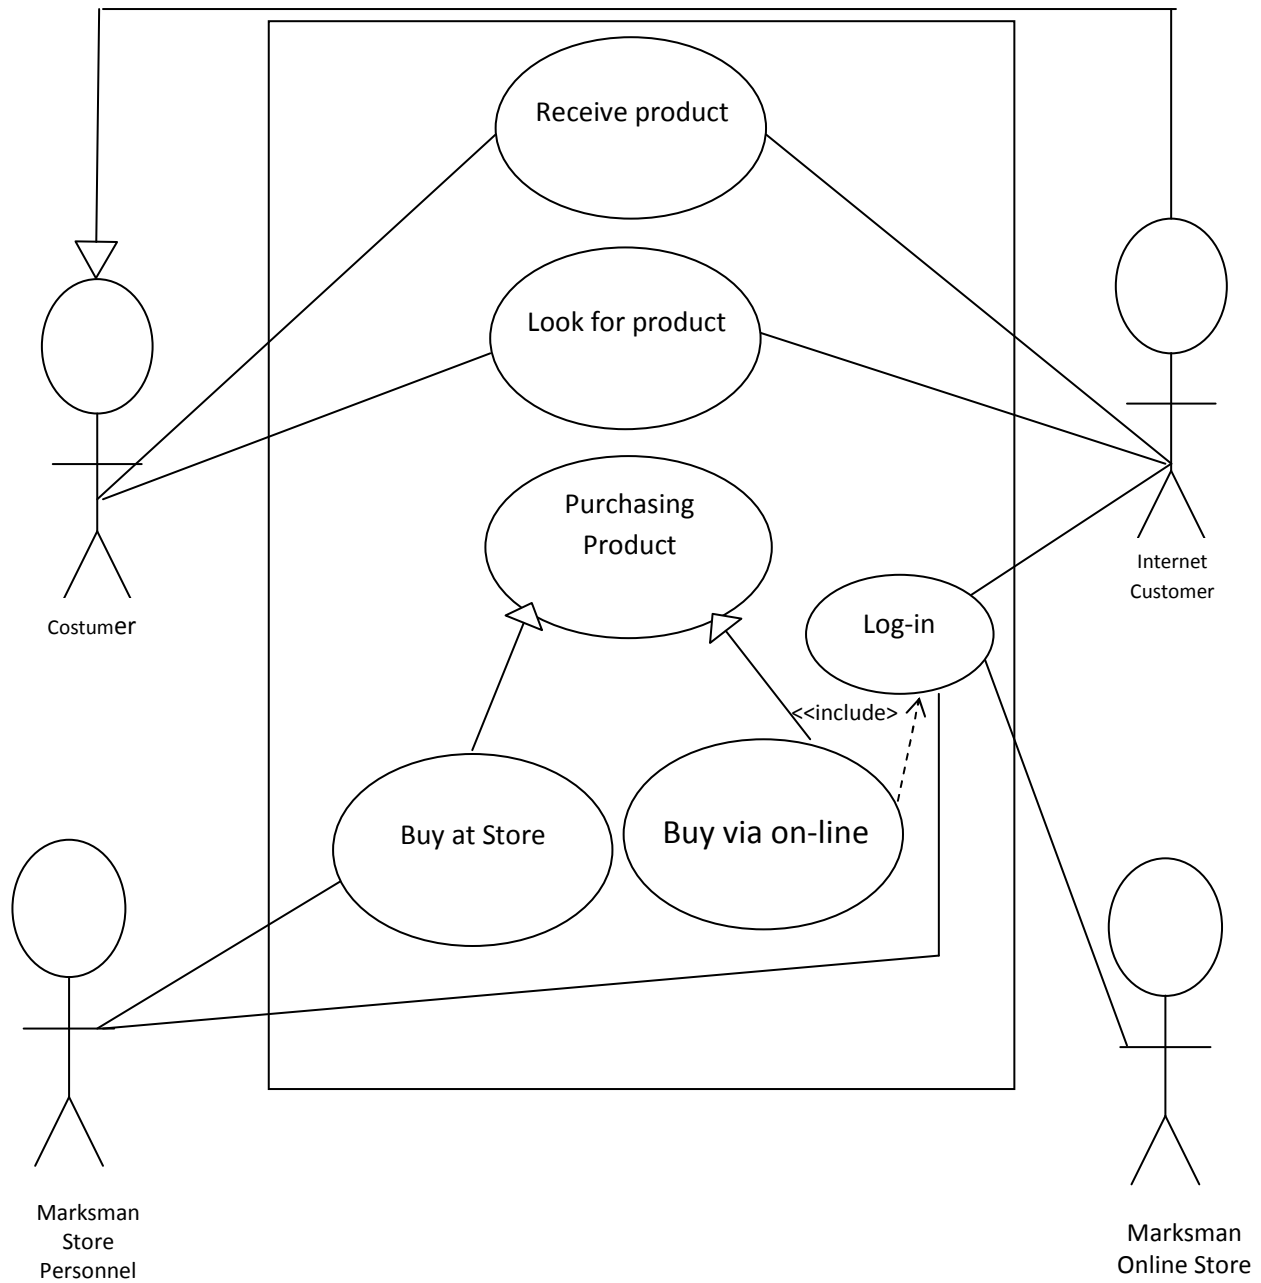 Receive product
Look for product
Purchasing
Product
Internet
Customer
Log-in
Costumer
<<include>
Buy at Store
Buy via on-line
Marksman
Store
Personnel
Marksman
Online Store